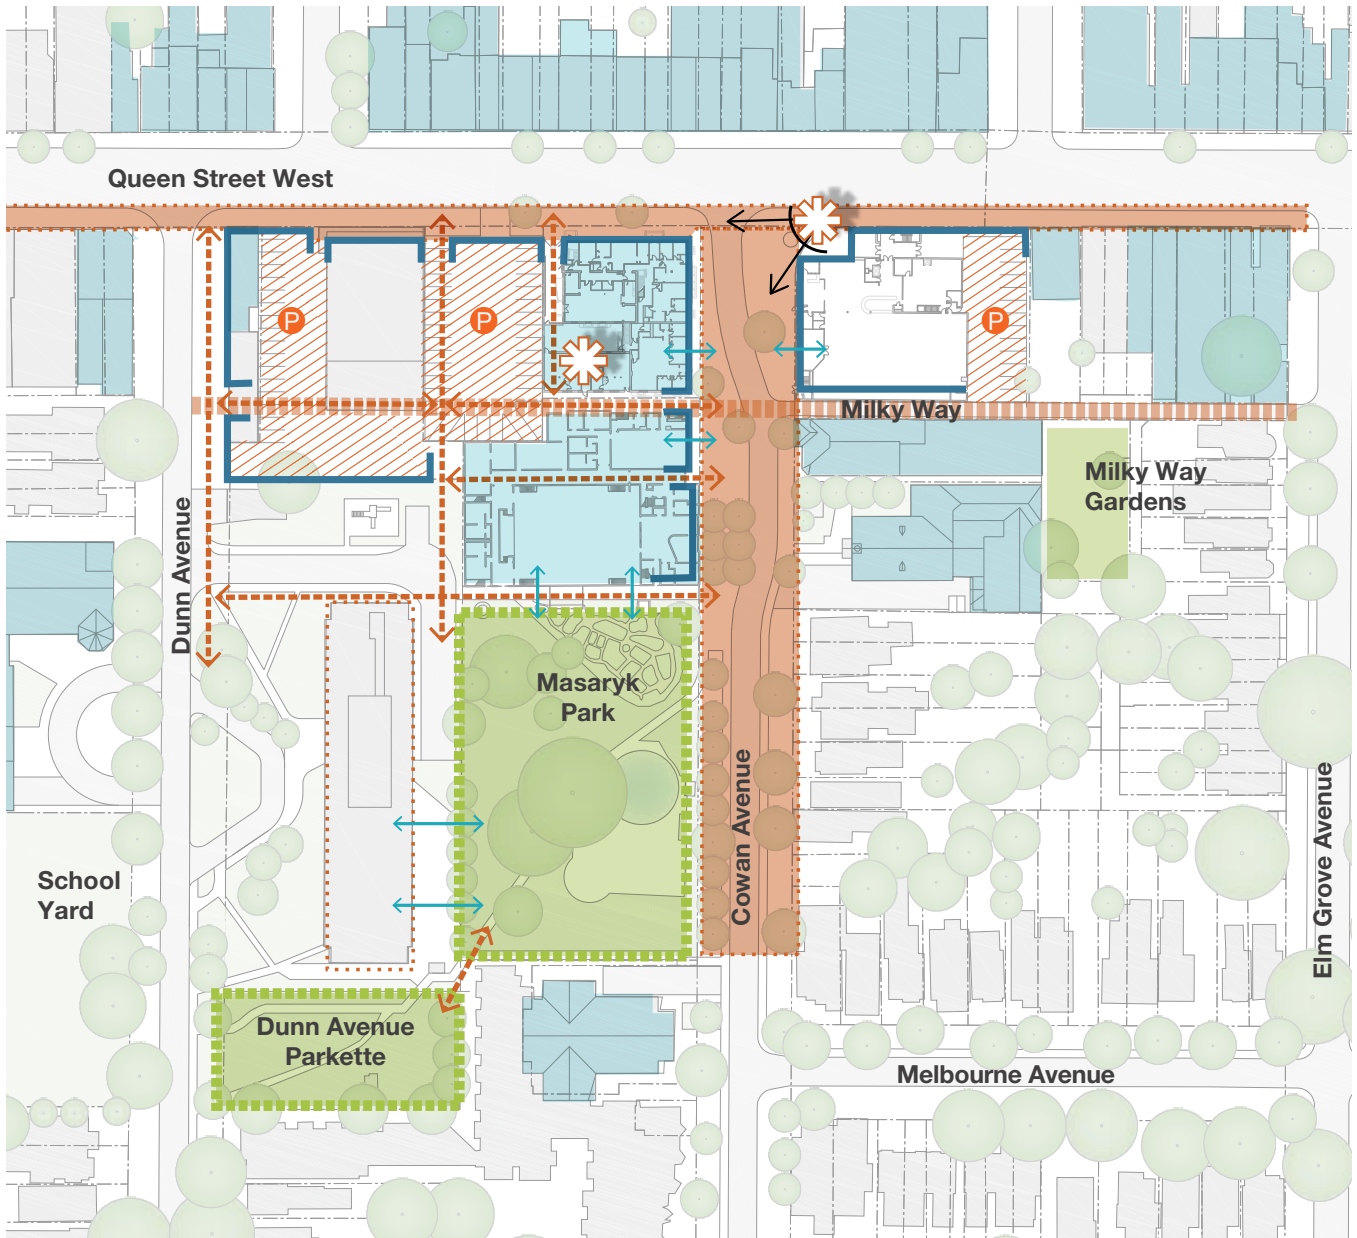 Queen Street West
P
P
P
Milky Way
Milky Way
Gardens
Dunn Avenue
Masaryk
Park
Cowan Avenue
Elm Grove Avenue
School
Yard
Dunn Avenue
Parkette
Melbourne Avenue